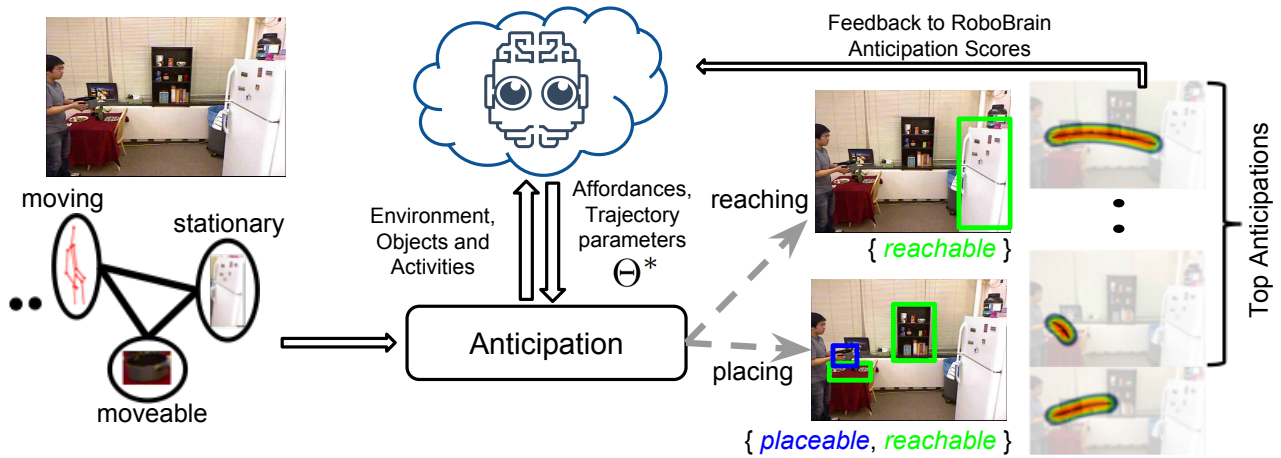 Feedback to RoboBrain
Anticipation Scores
moving
stationary
moveable
Environment,
Objects and
Activities
Affordances,
Trajectory
parameters
Θ*
Anticipation
reaching
{ reachable }
placing
{ placeable, reachable }
Top Anticipations